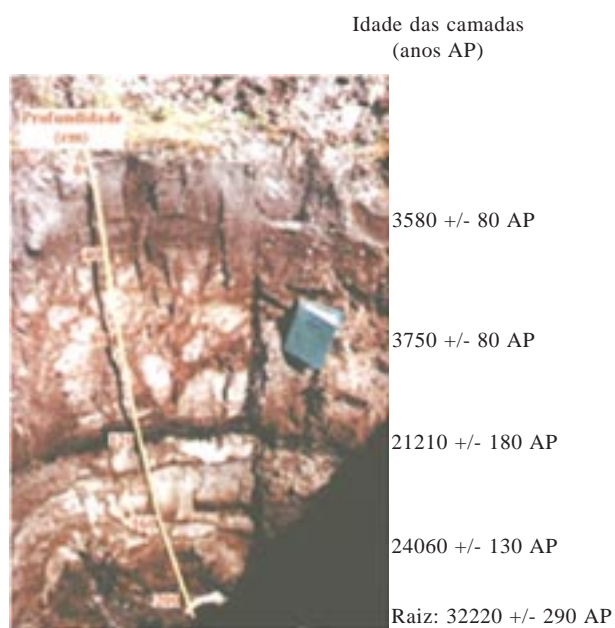 Idade das camadas
(anos AP)
Profundidade
(cm)
3580 +/- 80 AP
3750 +/- 80 AP
21210 +/- 180 AP
24060 +/- 130 AP
Raiz: 32220 +/- 290 AP